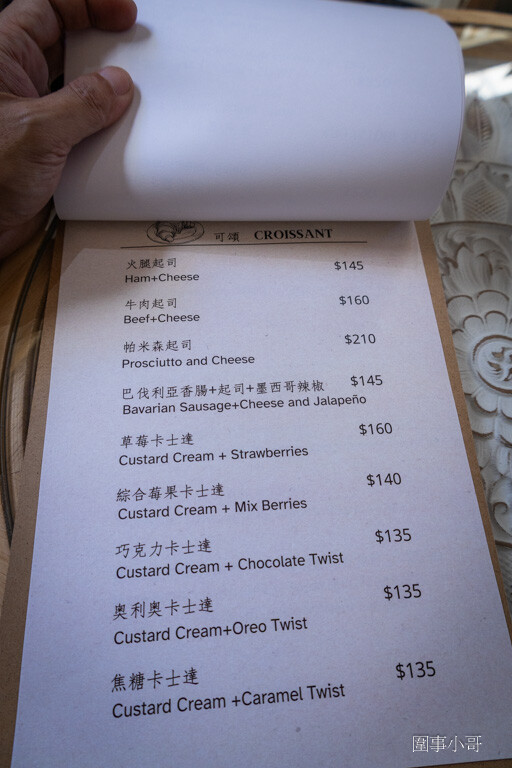 可頌 CROISSANT
火腿起司 $145
Ham+Cheese
牛肉起司 $160
Beef+Cheese
帕米森起司 $210
Prosciutto and Cheese
巴伐利亞香腸+起司+墨西哥辣椒 $145
Bavarian Sausage+Cheese and Jalapeño
草莓卡士達 $160
Custard Cream + Strawberries
綜合莓果卡士達 $140
Custard Cream + Mix Berries
巧克力卡士達 $135
Custard Cream + Chocolate Twist
奧利奧卡士達 $135
Custard Cream+Oreo Twist
焦糖卡士達 $135
Custard Cream +Caramel Twist
圍事小哥